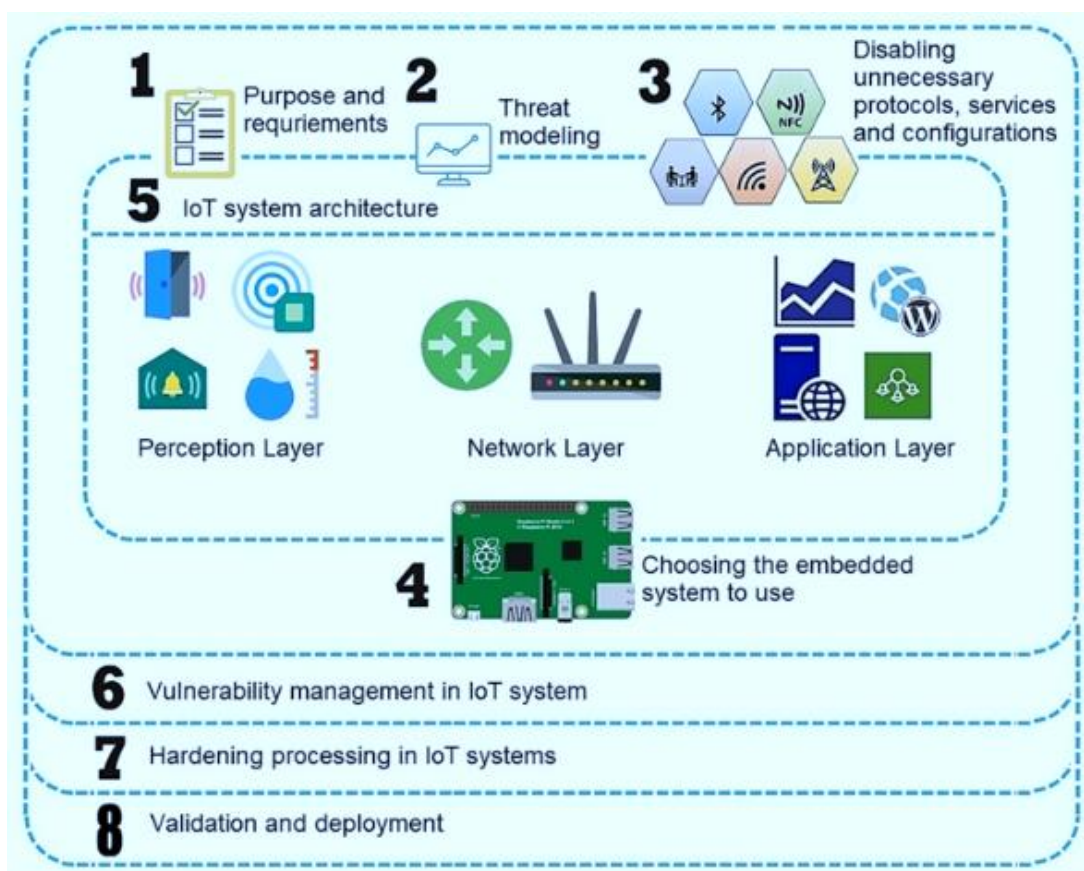 1
Purpose and
requriements
2
Threat
modeling
3
NFC
Disabling
unnecessary
protocols, services
and configurations
5
IoT system architecture
Perception Layer
Network Layer
Application Layer
4
Choosing the embedded
system to use
6
Vulnerability management in IoT system
7
Hardening processing in IoT systems
8
Validation and deployment